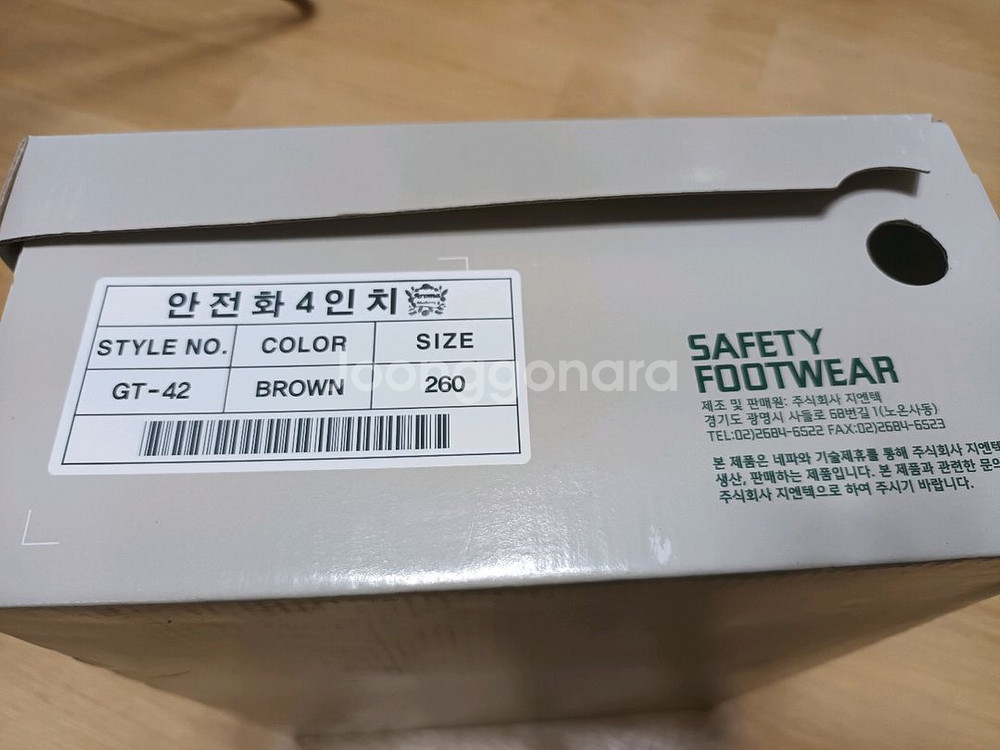 안전화4인치
Aroma
STYLE NO. COLOR SIZE
GT-42 BROWN 260
loonggonara
SAFETY
FOOTWEAR
제조 및 판매원: 주식회사 지엔텍
경기도 광명시 사들로 68번길 1(노온사동)
TEL:02)2684-6522 FAX:02)2684-6523
본 제품은 네파와 기술제휴를 통해 주식회사 지엔텍
생산, 판매하는 제품입니다. 본 제품과 관련한 문의
주식회사 지엔텍으로 하여 주시기 바랍니다.